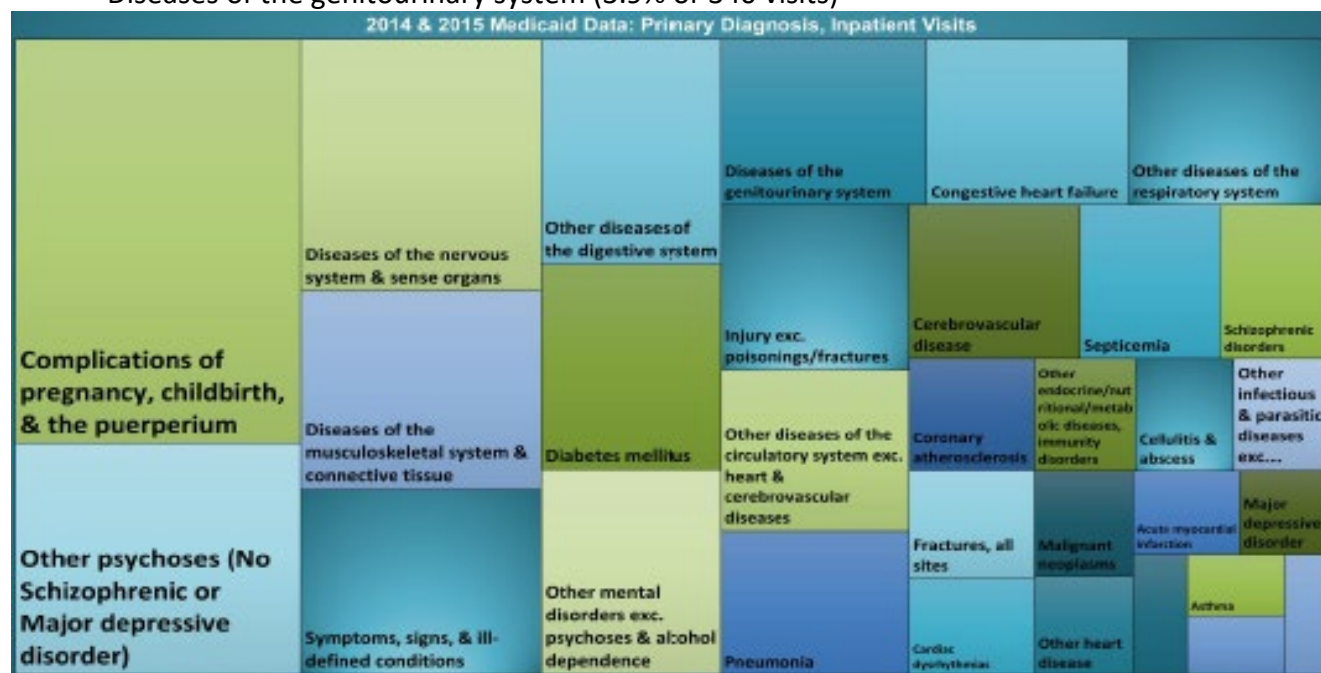 Diseases of the genitourinary system (3.9% of 540 visits)
2014 & 2015 Medicaid Data: Primary Diagnosis, Inpatient Visits
Complications of
pregnancy, childbirth,
& the puerperium
Other psychoses (No
Schizophrenic or
Major depressive
disorder)
Diseases of the nervous
system & sense organs
Diseases of the
musculoskeletal system &
connective tissue
Symptoms, signs, & ill-
defined conditions
Other diseases of
the digestive system
Diabetes mellitus
Other mental
disorders exc.
psychoses & alcohol
dependence
Diseases of the
genitourinary system
Congestive heart failure
Other diseases of the
respiratory system
Injury exc.
poisonings/fractures
Other diseases of the
circulatory system exc.
heart &
cerebrovascular
diseases
Pneumonia
Cerebrovascular
disease
Septicemia
Schizophrenic
disorders
Coronary
atherosclerosis
Other
endocrine/nut
ritional/metab
olic diseases,
immunity
disorders
Cellulitis &
abscess
Other
infectious
& parasitic
diseases
exc....
Fractures, all
sites
Malignant
neoplasms
Acute myocardial
infarction
Major
depressive
disorder
Cardiac
dysrhythmias
Other heart
disease
Asthma